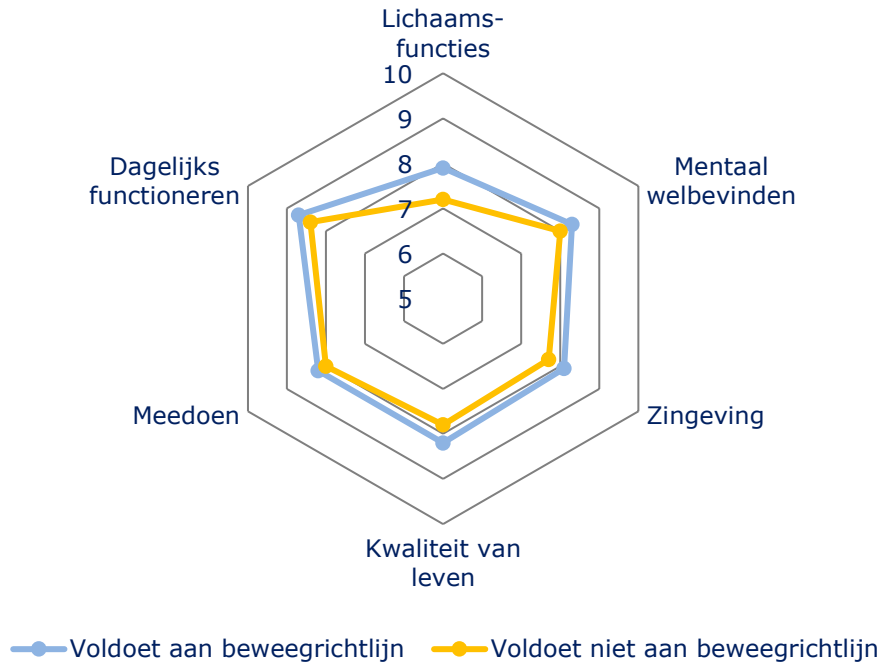 Lichaams-
functies
10
9
8
7
6
5
Mentaal
welbevinden
Zingeving
Kwaliteit van
leven
Meedoen
Dagelijks
functioneren
Voldoet aan beweegrichtlijn
Voldoet niet aan beweegrichtlijn